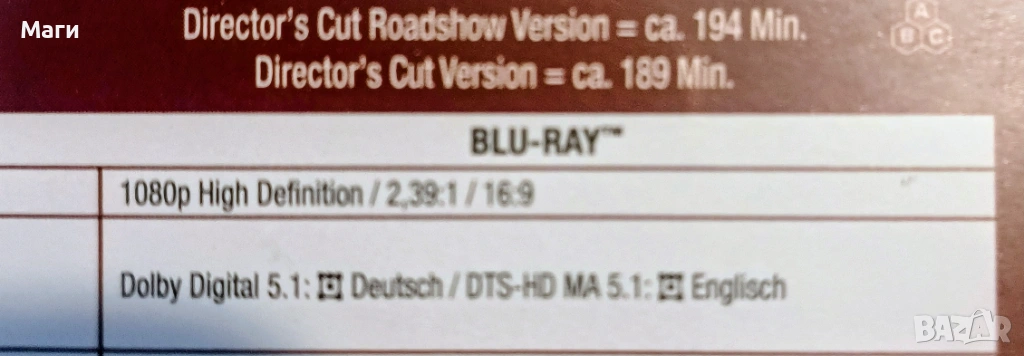 Маги
Director's Cut Roadshow Version = ca. 194 Min.
Director's Cut Version = ca. 189 Min.
A
B C
BLU-RAY™
1080p High Definition / 2,39:1 / 16:9
Dolby Digital 5.1: Deutsch / DTS-HD MA 5.1: Englisch
BAZAR